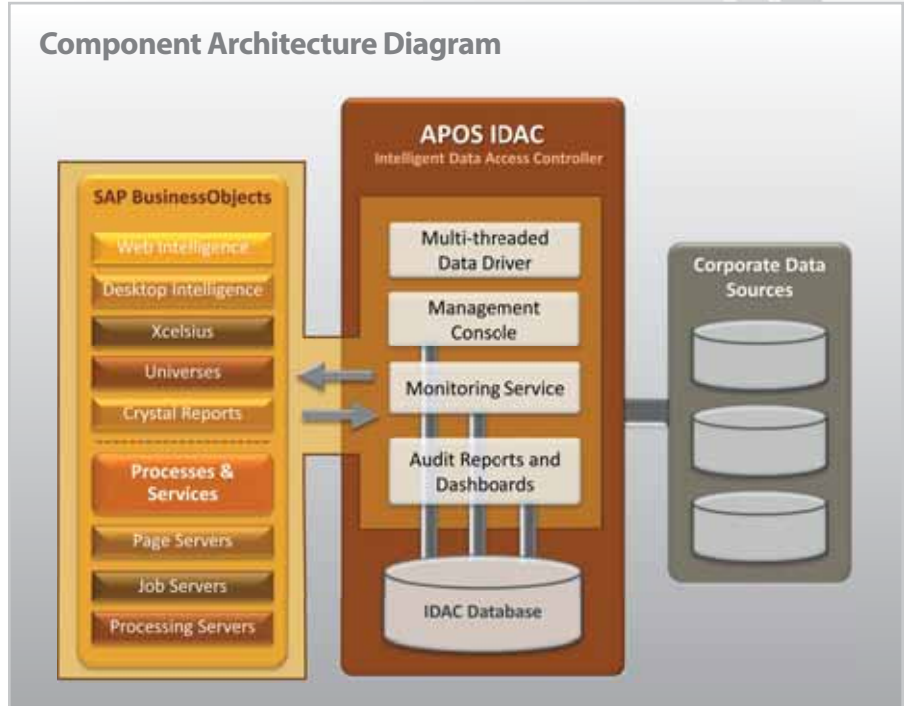 Component Architecture Diagram
APOS IDAC
Intelligent Data Access Controller
SAP BusinessObjects
Web Intelligence
Desktop Intelligence
Xcelsius
Universes
Crystal Reports
Processes &
Services
Page Servers
Job Servers
Processing Servers
Multi-threaded
Data Driver
Management
Console
Monitoring Service
Audit Reports and
Dashboards
IDAC Database
Corporate Data
Sources